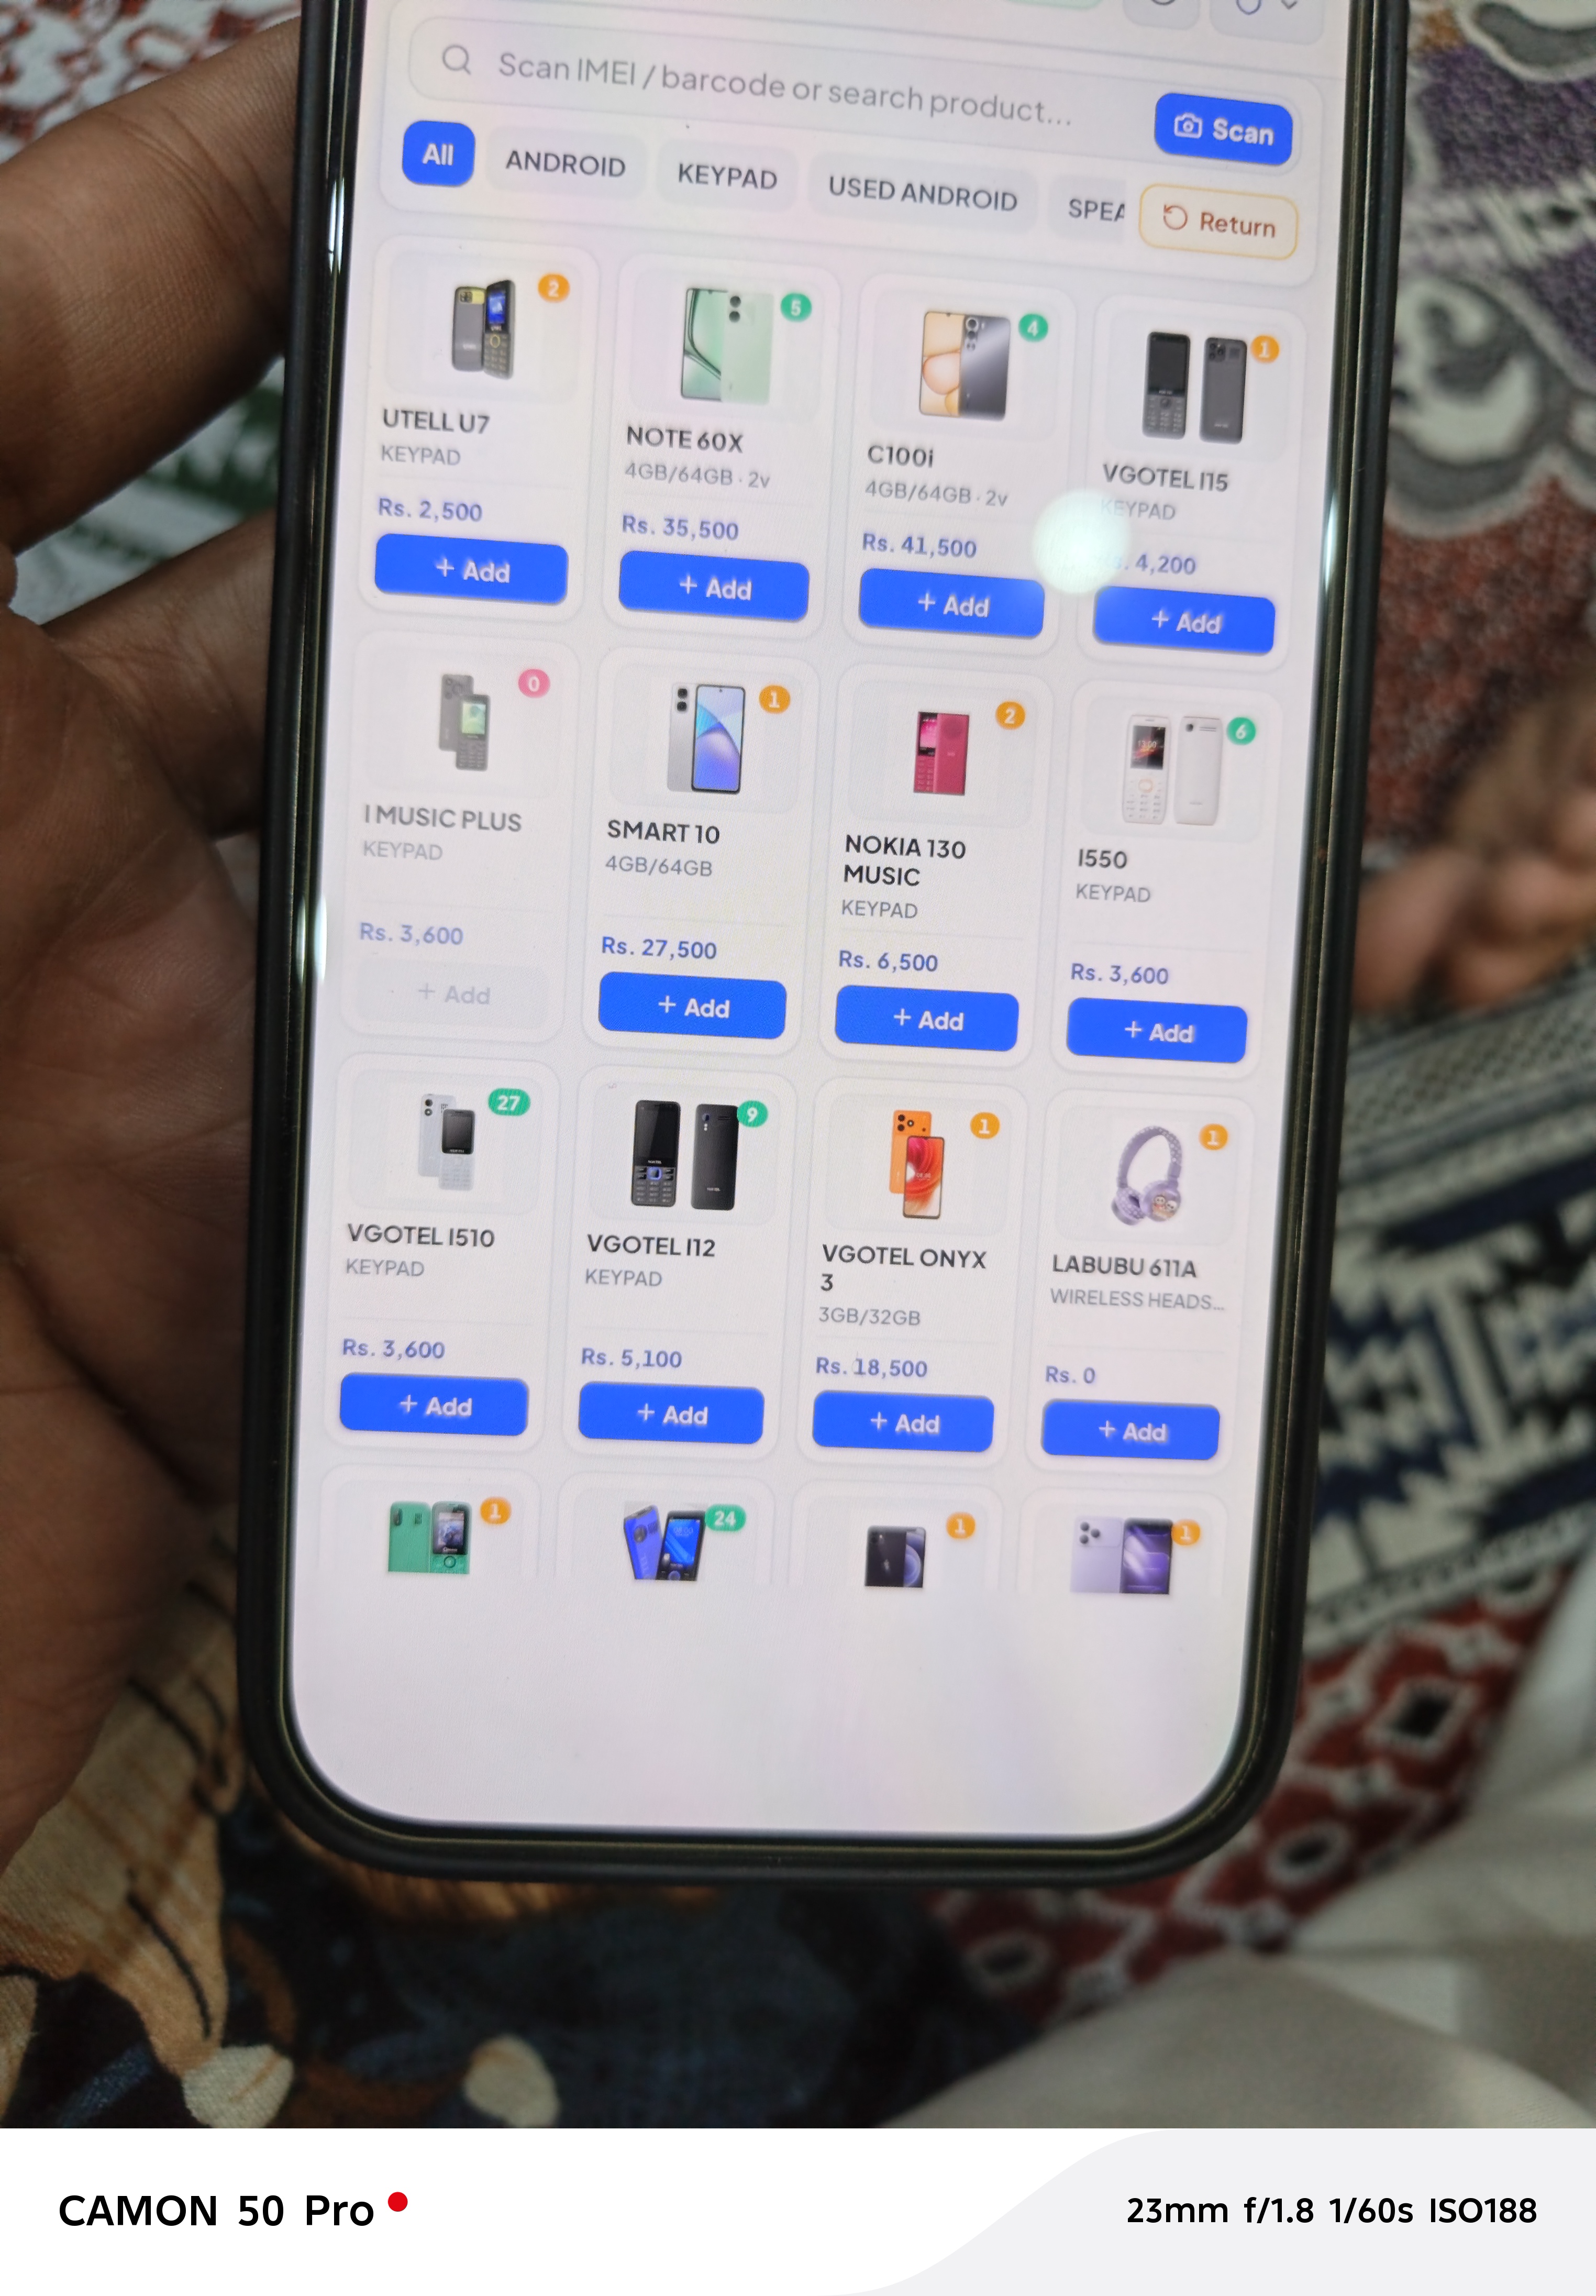 Scan IMEI / barcode or search product...
Scan
All
ANDROID
KEYPAD
USED ANDROID
SPEA
Return
2
5
4
1
UTELL U7
KEYPAD
Rs. 2,500
+ Add
NOTE 60X
4GB/64GB · 2v
Rs. 35,500
+ Add
C100i
4GB/64GB · 2v
Rs. 41,500
+ Add
VGOTEL I15
KEYPAD
4,200
+ Add
0
1
2
6
I MUSIC PLUS
KEYPAD
Rs. 3,600
+ Add
SMART 10
4GB/64GB
Rs. 27,500
+ Add
NOKIA 130
MUSIC
KEYPAD
Rs. 6,500
+ Add
I550
KEYPAD
Rs. 3,600
+ Add
27
9
1
1
VGOTEL I510
KEYPAD
Rs. 3,600
+ Add
VGOTEL I12
KEYPAD
Rs. 5,100
+ Add
VGOTEL ONYX
3
3GB/32GB
Rs. 18,500
+ Add
LABUBU 611A
WIRELESS HEADS...
Rs. 0
+ Add
1
24
1
1
CAMON 50 Pro
23mm f/1.8 1/60s ISO188